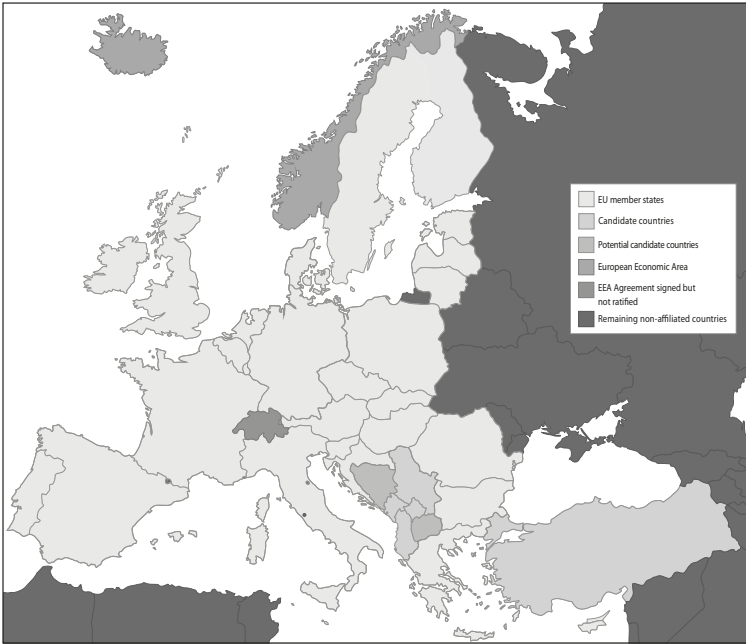 EU member states
Candidate countries
Potential candidate countries
European Economic Area
EEA Agreement signed but
not ratified
Remaining non-affiliated countries